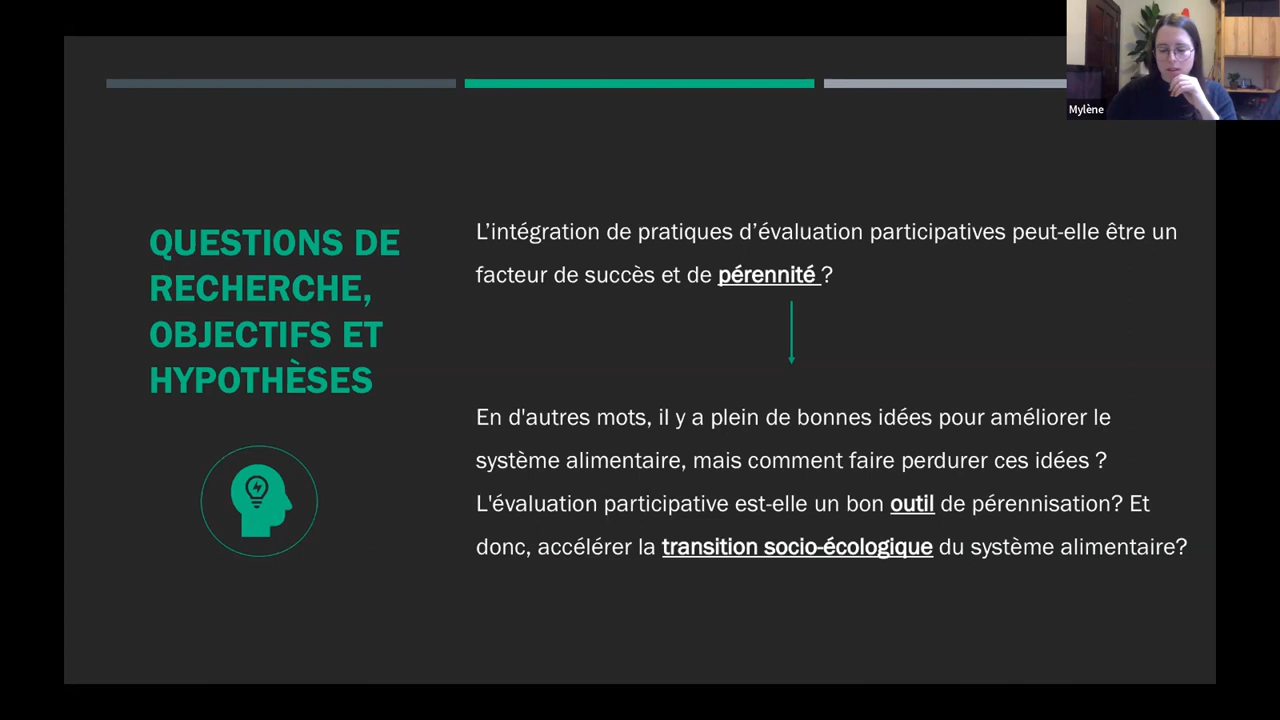 Mylène
QUESTIONS DE
RECHERCHE,
OBJECTIFS ET
HYPOTHÈSES
L’intégration de pratiques d’évaluation participatives peut-elle être un
facteur de succès et de pérennité ?
En d'autres mots, il y a plein de bonnes idées pour améliorer le
système alimentaire, mais comment faire perdurer ces idées ?
L'évaluation participative est-elle un bon outil de pérennisation? Et
donc, accélérer la transition socio-écologique du système alimentaire?